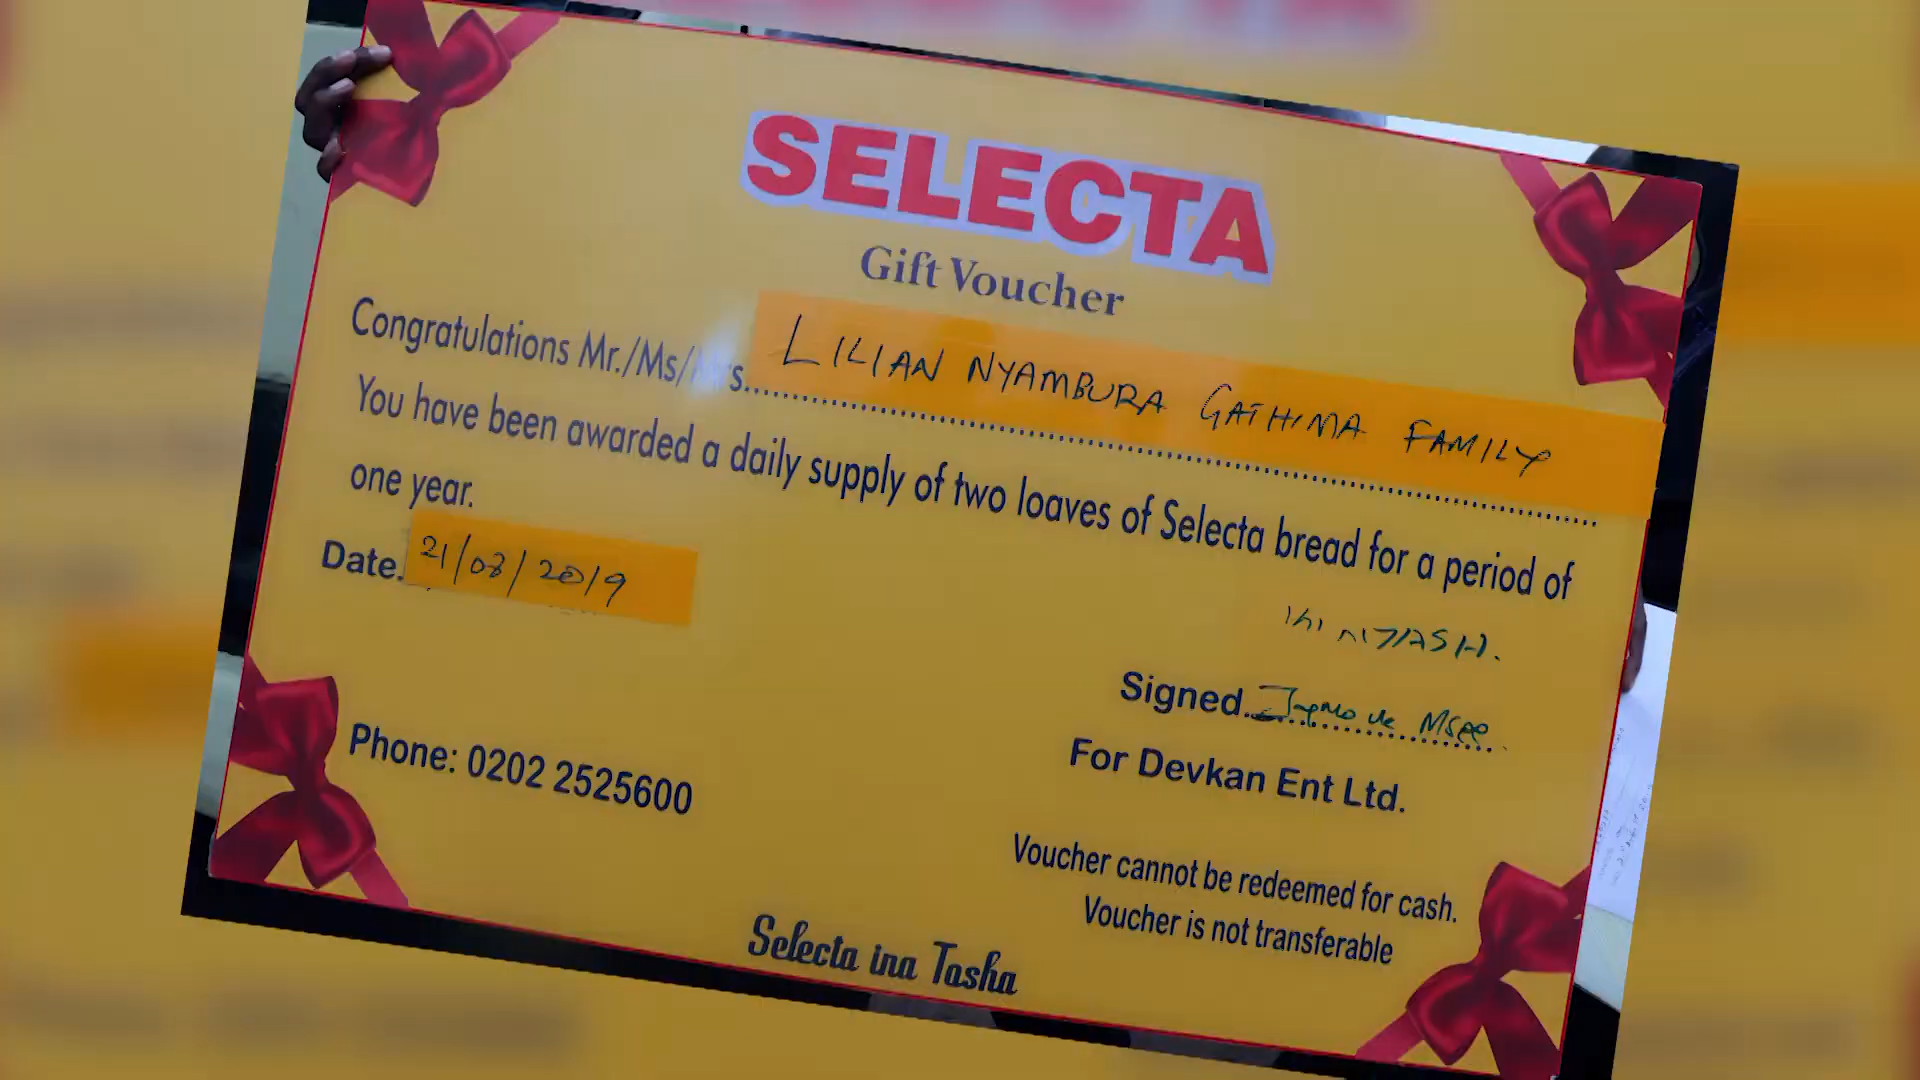 SELECTA
Gift Voucher
Congratulations Mr./Ms/Mrs. LILIAN NYAMBURA GATHIMA FAMILY
You have been awarded a daily supply of two loaves of Selecta bread for a period of
one year.
Date. 21/08/2019
Signed.
For Devkan Ent Ltd.
Phone: 0202 2525600
Voucher cannot be redeemed for cash.
Voucher is not transferable
Selecta ina Tosha